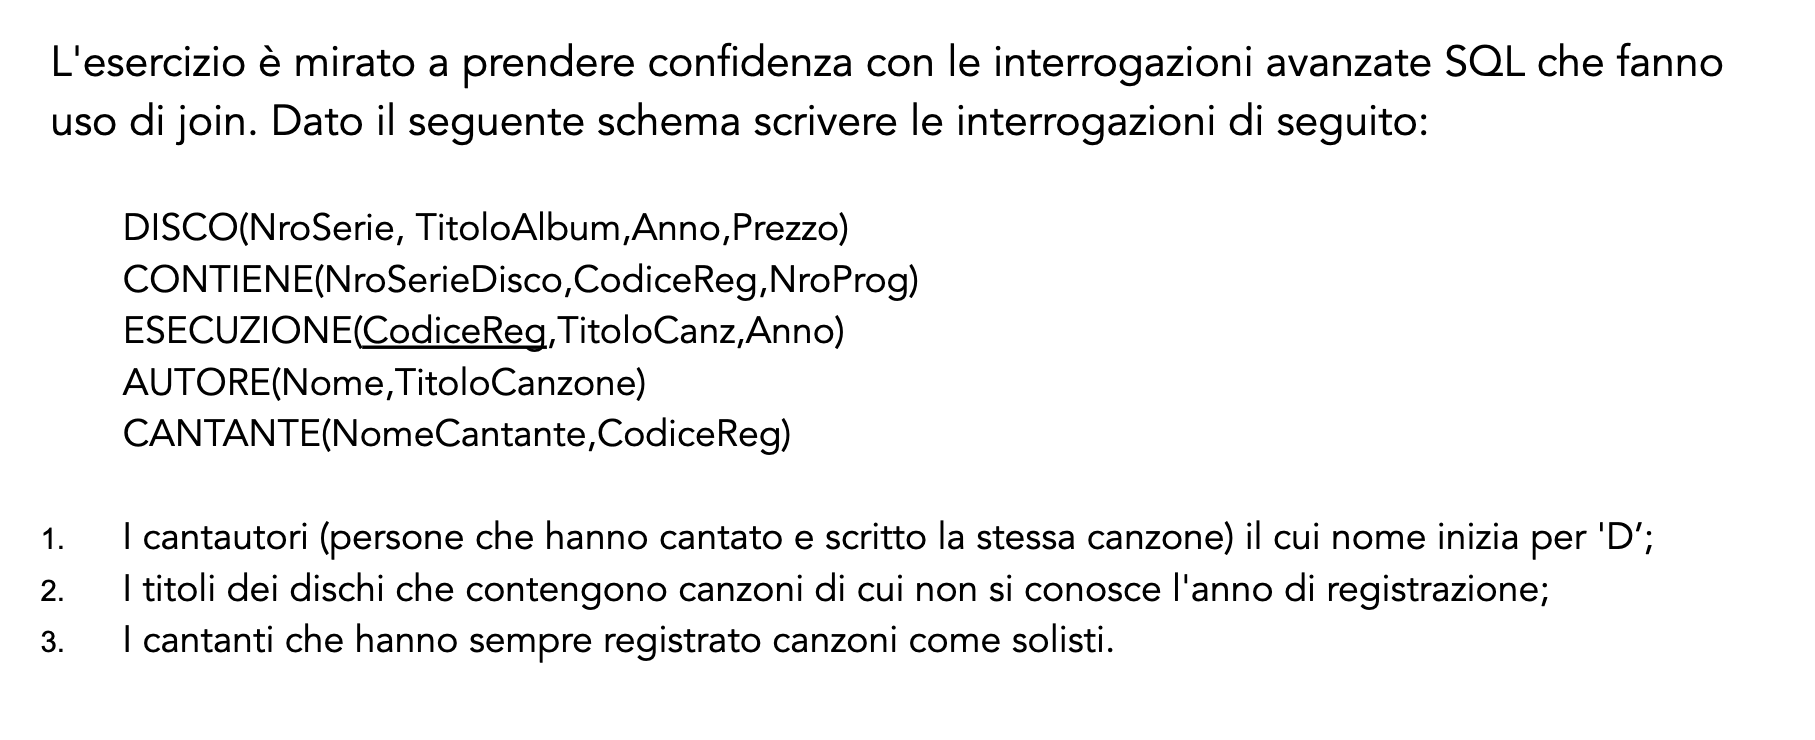 L'esercizio è mirato a prendere confidenza con le interrogazioni avanzate SQL che fanno
uso di join. Dato il seguente schema scrivere le interrogazioni di seguito:
DISCO(NroSerie, TitoloAlbum,Anno,Prezzo)
CONTIENE(NroSerieDisco,CodiceReg,NroProg)
ESECUZIONE(CodiceReg,TitoloCanz,Anno)
AUTORE(Nome,TitoloCanzone)
CANTANTE(NomeCantante,CodiceReg)
1. I cantautori (persone che hanno cantato e scritto la stessa canzone) il cui nome inizia per 'D’;
2. I titoli dei dischi che contengono canzoni di cui non si conosce l'anno di registrazione;
3. I cantanti che hanno sempre registrato canzoni come solisti.